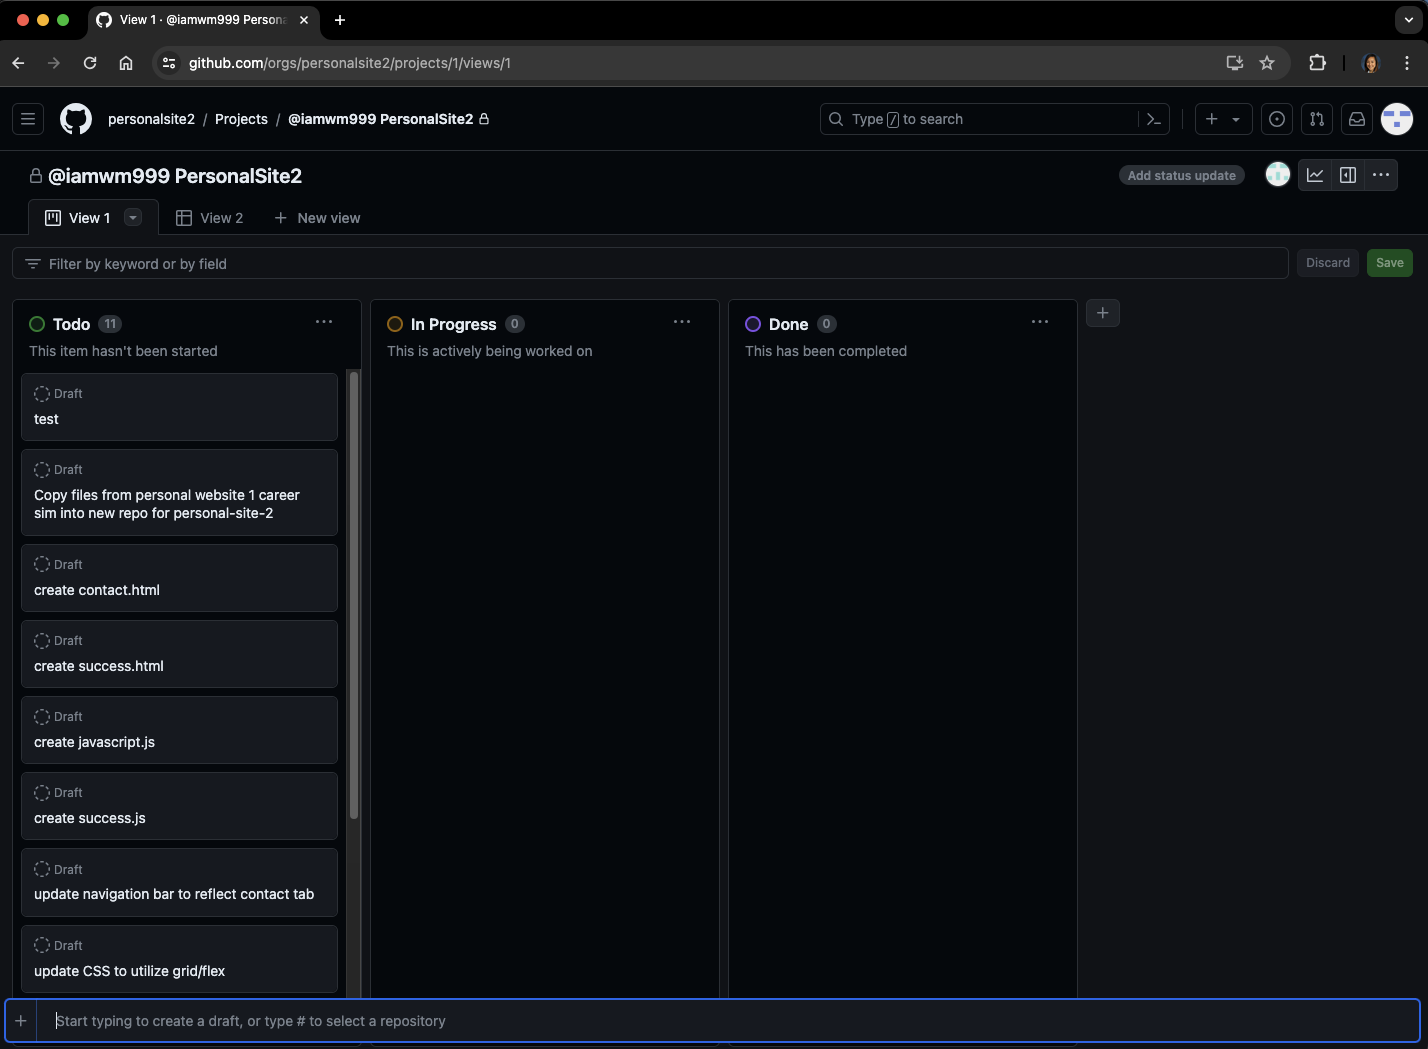 View 1 · @iamwm999 Person
github.com/orgs/personalsite2/projects/1/views/1
personalsite2 / Projects / @iamwm999 PersonalSite2
Type / to search
@iamwm999 PersonalSite2
Add status update
View 1
View 2
New view
Filter by keyword or by field
Discard
Save
Todo 11
This item hasn't been started
Draft
test
Draft
Copy files from personal website 1 career
sim into new repo for personal-site-2
Draft
create contact.html
Draft
create success.html
Draft
create javascript.js
Draft
create success.js
Draft
update navigation bar to reflect contact tab
Draft
update CSS to utilize grid/flex
In Progress 0
This is actively being worked on
Done 0
This has been completed
Start typing to create a draft, or type # to select a repository